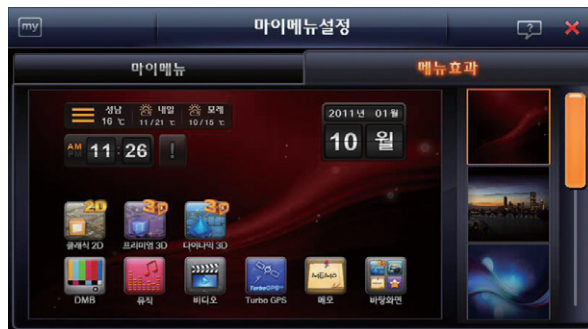 my 마이메뉴설정 ?
마이메뉴 메뉴효과
성남 내일 모레
16 ℃ 11/21 ℃ 10/15 ℃
2011년 01월
10 월
AM 11:26 !
PM
2D 3D 3D
클래식 2D 프리미엄 3D 다이나믹 3D
TurboGPS MEMO
DMB 뮤직 비디오 Turbo GPS 메모 바탕화면